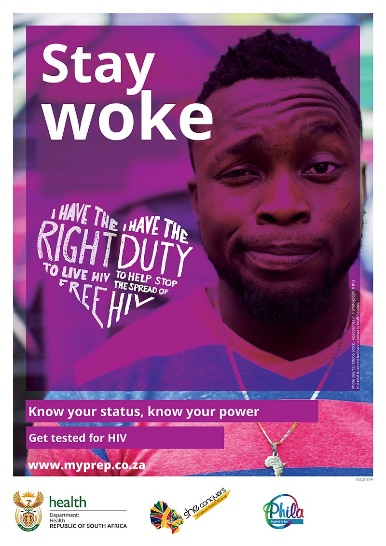 Stay
woke
I HAVE THE
RIGHT
TO LIVE HIV
FREE
I HAVE THE
DUTY
TO HELP STOP
THE SPREAD OF
HIV
Know your status, know your power
Get tested for HIV
www.myprep.co.za
health
Department:
Health
REPUBLIC OF SOUTH AFRICA
she conquers
Phila